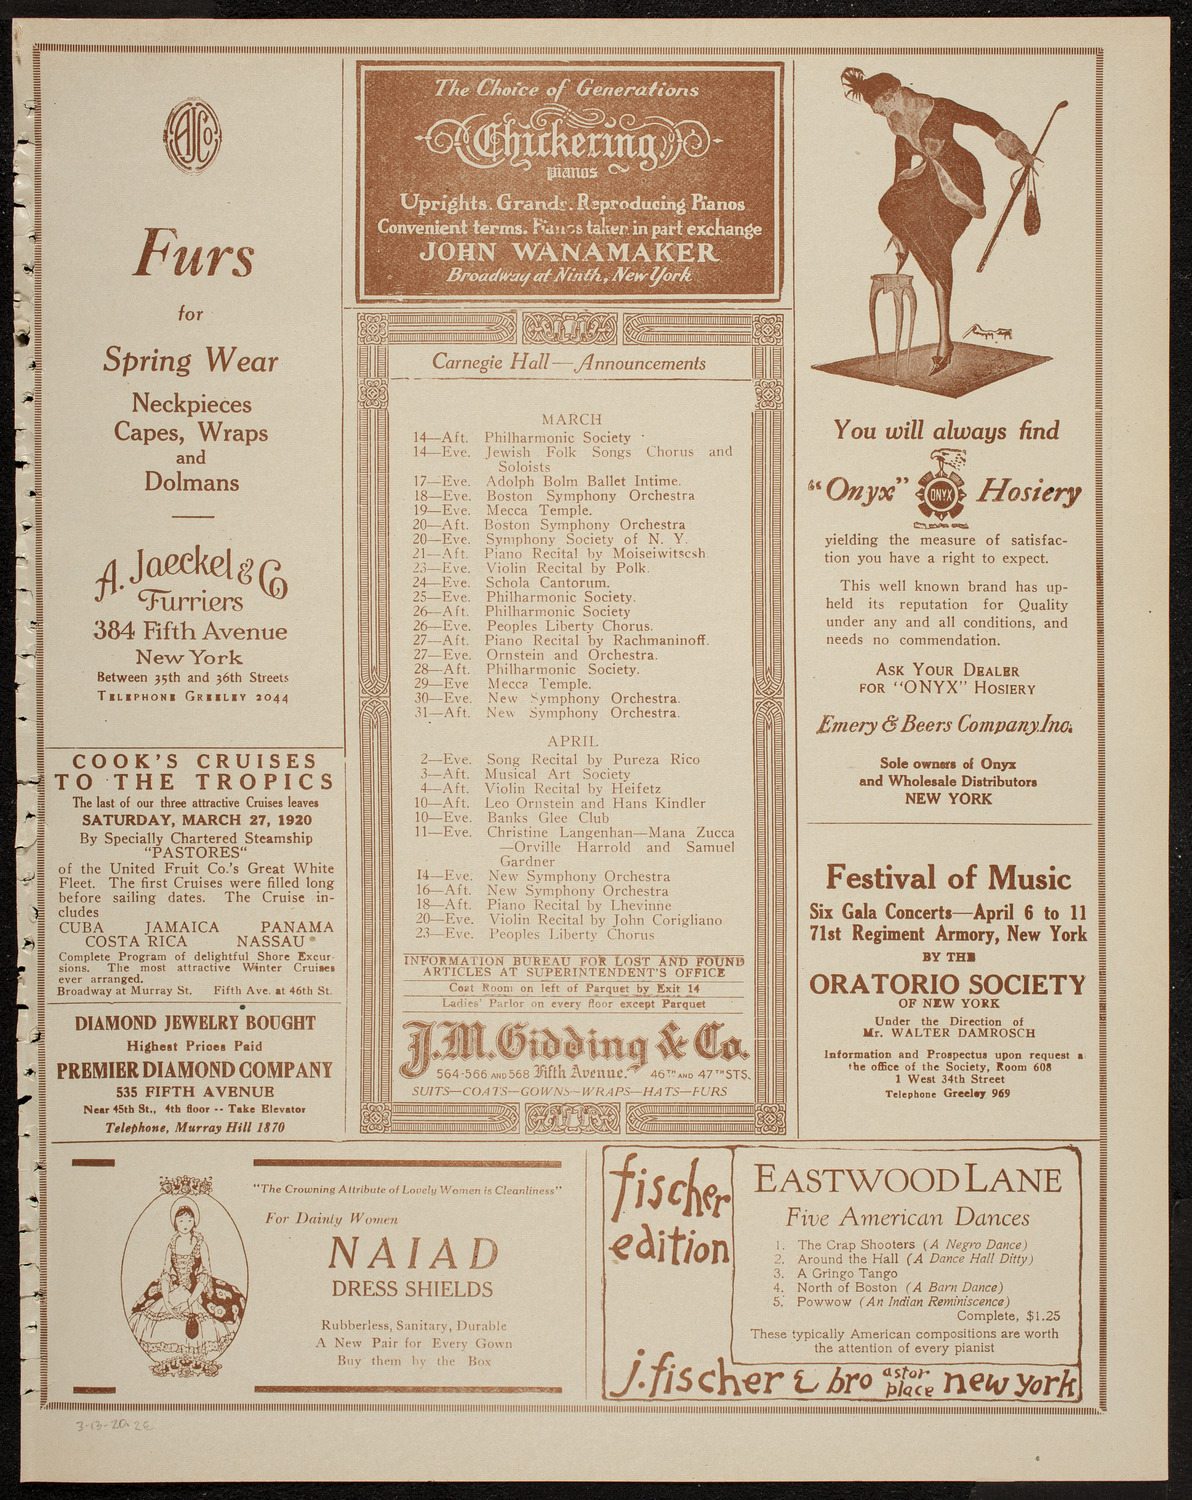 AJCo
Furs
for
Spring Wear
Neckpieces
Capes, Wraps
and
Dolmans
A. Jaeckel & Co
Furriers
384 Fifth Avenue
New York
Between 35th and 36th Streets
TELEPHONE GREELEY 2044
COOK'S CRUISES
TO THE TROPICS
The last of our three attractive Cruises leaves
SATURDAY, MARCH 27, 1920
By Specially Chartered Steamship
"PASTORES"
of the United Fruit Co.'s Great White
Fleet. The first Cruises were filled long
before sailing dates. The Cruise in-
cludes
CUBA JAMAICA PANAMA
COSTA RICA NASSAU
Complete Program of delightful Shore Excur-
sions. The most attractive Winter Cruises
ever arranged.
Broadway at Murray St. Fifth Ave. at 46th St.
DIAMOND JEWELRY BOUGHT
Highest Prices Paid
PREMIER DIAMOND COMPANY
535 FIFTH AVENUE
Near 45th St., 4th floor -- Take Elevator
Telephone, Murray Hill 1870
The Choice of Generations
Chickering
pianos
Uprights. Grands. Reproducing Pianos
Convenient terms. Pianos taken in part exchange
JOHN WANAMAKER
Broadway at Ninth, New York
Carnegie Hall—Announcements
MARCH
14—Aft. Philharmonic Society
14—Eve. Jewish Folk Songs Chorus and
Soloists
17—Eve. Adolph Bolm Ballet Intime.
18—Eve. Boston Symphony Orchestra
19—Eve. Mecca Temple.
20—Aft. Boston Symphony Orchestra
20—Eve. Symphony Society of N. Y.
21—Aft. Piano Recital by Moiseiwitscsh
23—Eve. Violin Recital by Polk.
24—Eve. Schola Cantorum.
25—Eve. Philharmonic Society.
26—Aft. Philharmonic Society
26—Eve. Peoples Liberty Chorus.
27—Aft. Piano Recital by Rachmaninoff.
27—Eve. Ornstein and Orchestra.
28—Aft. Philharmonic Society.
29—Eve Mecca Temple.
30—Eve. New Symphony Orchestra.
31—Aft. New Symphony Orchestra.
APRIL
2—Eve. Song Recital by Pureza Rico
3—Aft. Musical Art Society
4—Aft. Violin Recital by Heifetz
10—Aft. Leo Ornstein and Hans Kindler
10—Eve. Banks Glee Club
11—Eve. Christine Langenhan—Mana Zucca
—Orville Harrold and Samuel
Gardner
14—Eve. New Symphony Orchestra
16—Aft. New Symphony Orchestra
18—Aft. Piano Recital by Lhevinne
20—Eve. Violin Recital by John Corigliano
23—Eve. Peoples Liberty Chorus
INFORMATION BUREAU FOR LOST AND FOUND
ARTICLES AT SUPERINTENDENT'S OFFICE
Coat Room on left of Parquet by Exit 14
Ladies' Parlor on every floor except Parquet
J.M. Gidding & Co.
564-566 AND 568 Fifth Avenue. 46TH AND 47TH STS.
SUITS—COATS—GOWNS—WRAPS—HATS—FURS
You will always find
"Onyx" ONYX Hosiery
yielding the measure of satisfac-
tion you have a right to expect.
This well known brand has up-
held its reputation for Quality
under any and all conditions, and
needs no commendation.
ASK YOUR DEALER
FOR "ONYX" HOSIERY
Emery & Beers Company, Inc.
Sole owners of Onyx
and Wholesale Distributors
NEW YORK
Festival of Music
Six Gala Concerts—April 6 to 11
71st Regiment Armory, New York
BY THE
ORATORIO SOCIETY
OF NEW YORK
Under the Direction of
Mr. WALTER DAMROSCH
Information and Prospectus upon request a
the office of the Society, Room 608
1 West 34th Street
Telephone Greeley 969
"The Crowning Attribute of Lovely Women is Cleanliness"
For Dainty Women
NAIAD
DRESS SHIELDS
Rubberless, Sanitary, Durable
A New Pair for Every Gown
Buy them by the Box
fischer
edition
EASTWOOD LANE
Five American Dances
1. The Crap Shooters (A Negro Dance)
2. Around the Hall (A Dance Hall Ditty)
3. A Gringo Tango
4. North of Boston (A Barn Dance)
5. Powwow (An Indian Reminiscence)
Complete, $1.25
These typically American compositions are worth
the attention of every pianist
j. fischer & bro astor place new york
3-13-20